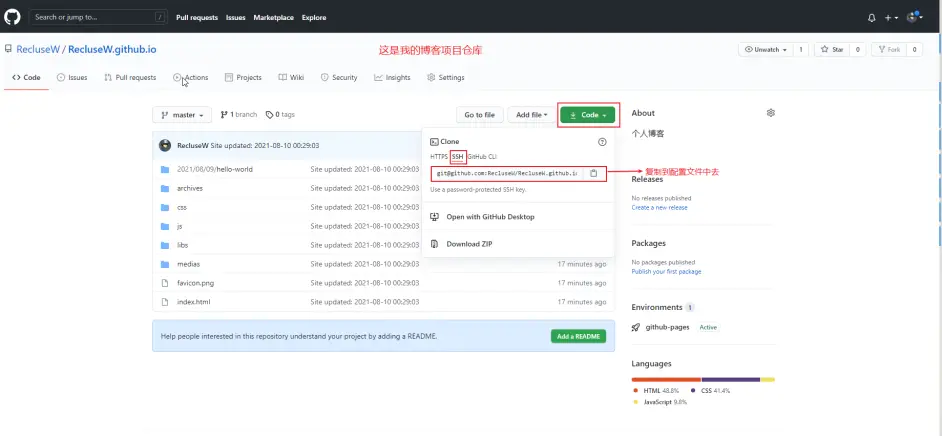 Search or jump to...
/
Pull requests Issues Marketplace Explore
RecluseW / RecluseW.github.io
这是我的博客项目仓库
Unwatch 1 Star 0 Fork 0
Code Issues Pull requests Actions Projects Wiki Security Insights Settings
master 1 branch 0 tags
Go to file Add file Code
RecluseW Site updated: 2021-08-10 00:29:03
2021/08/09/hello-world Site updated: 2021-08-10 00:29:03
archives Site updated: 2021-08-10 00:29:03
css Site updated: 2021-08-10 00:29:03
js Site updated: 2021-08-10 00:29:03
libs Site updated: 2021-08-10 00:29:03
medias Site updated: 2021-08-10 00:29:03 17 minutes ago
favicon.png Site updated: 2021-08-10 00:29:03 17 minutes ago
index.html Site updated: 2021-08-10 00:29:03 17 minutes ago
Clone
HTTPS SSH GitHub CLI
git@github.com:RecluseW/RecluseW.github.i
复制到配置文件中去
Use a password-protected SSH key.
Open with GitHub Desktop
Download ZIP
Help people interested in this repository understand your project by adding a README.
Add a README
About
个人博客
Releases
No releases published
Create a new release
Packages
No packages published
Publish your first package
Environments 1
github-pages Active
Languages
HTML 48.8% CSS 41.4%
JavaScript 9.8%